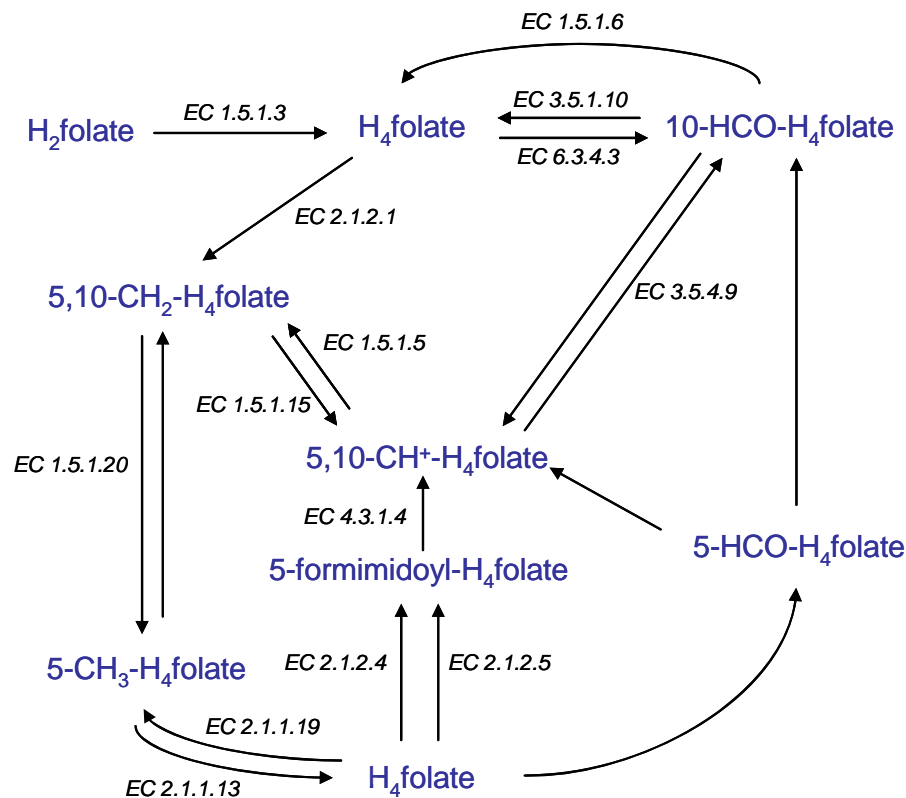 EC 1.5.1.6
EC 1.5.1.3
EC 3.5.1.10
H₂folate
H₄folate
10-HCO-H₄folate
EC 6.3.4.3
EC 2.1.2.1
5,10-CH₂-H₄folate
EC 3.5.4.9
EC 1.5.1.5
EC 1.5.1.15
5,10-CH⁺-H₄folate
EC 1.5.1.20
EC 4.3.1.4
5-HCO-H₄folate
5-formimidoyl-H₄folate
5-CH₃-H₄folate
EC 2.1.2.4
EC 2.1.2.5
EC 2.1.1.19
H₄folate
EC 2.1.1.13